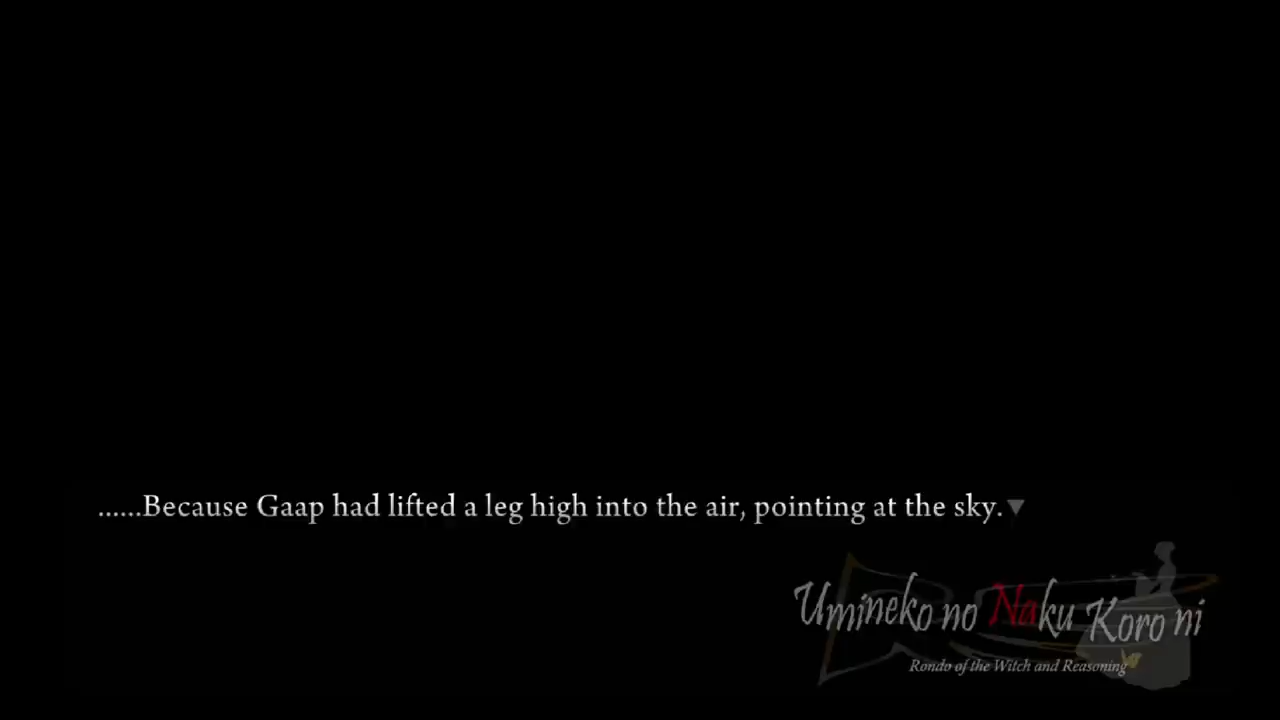 ......Because Gaap had lifted a leg high into the air, pointing at the sky.
Umineko no Naku Koro ni
Rondo of the Witch and Reasoning